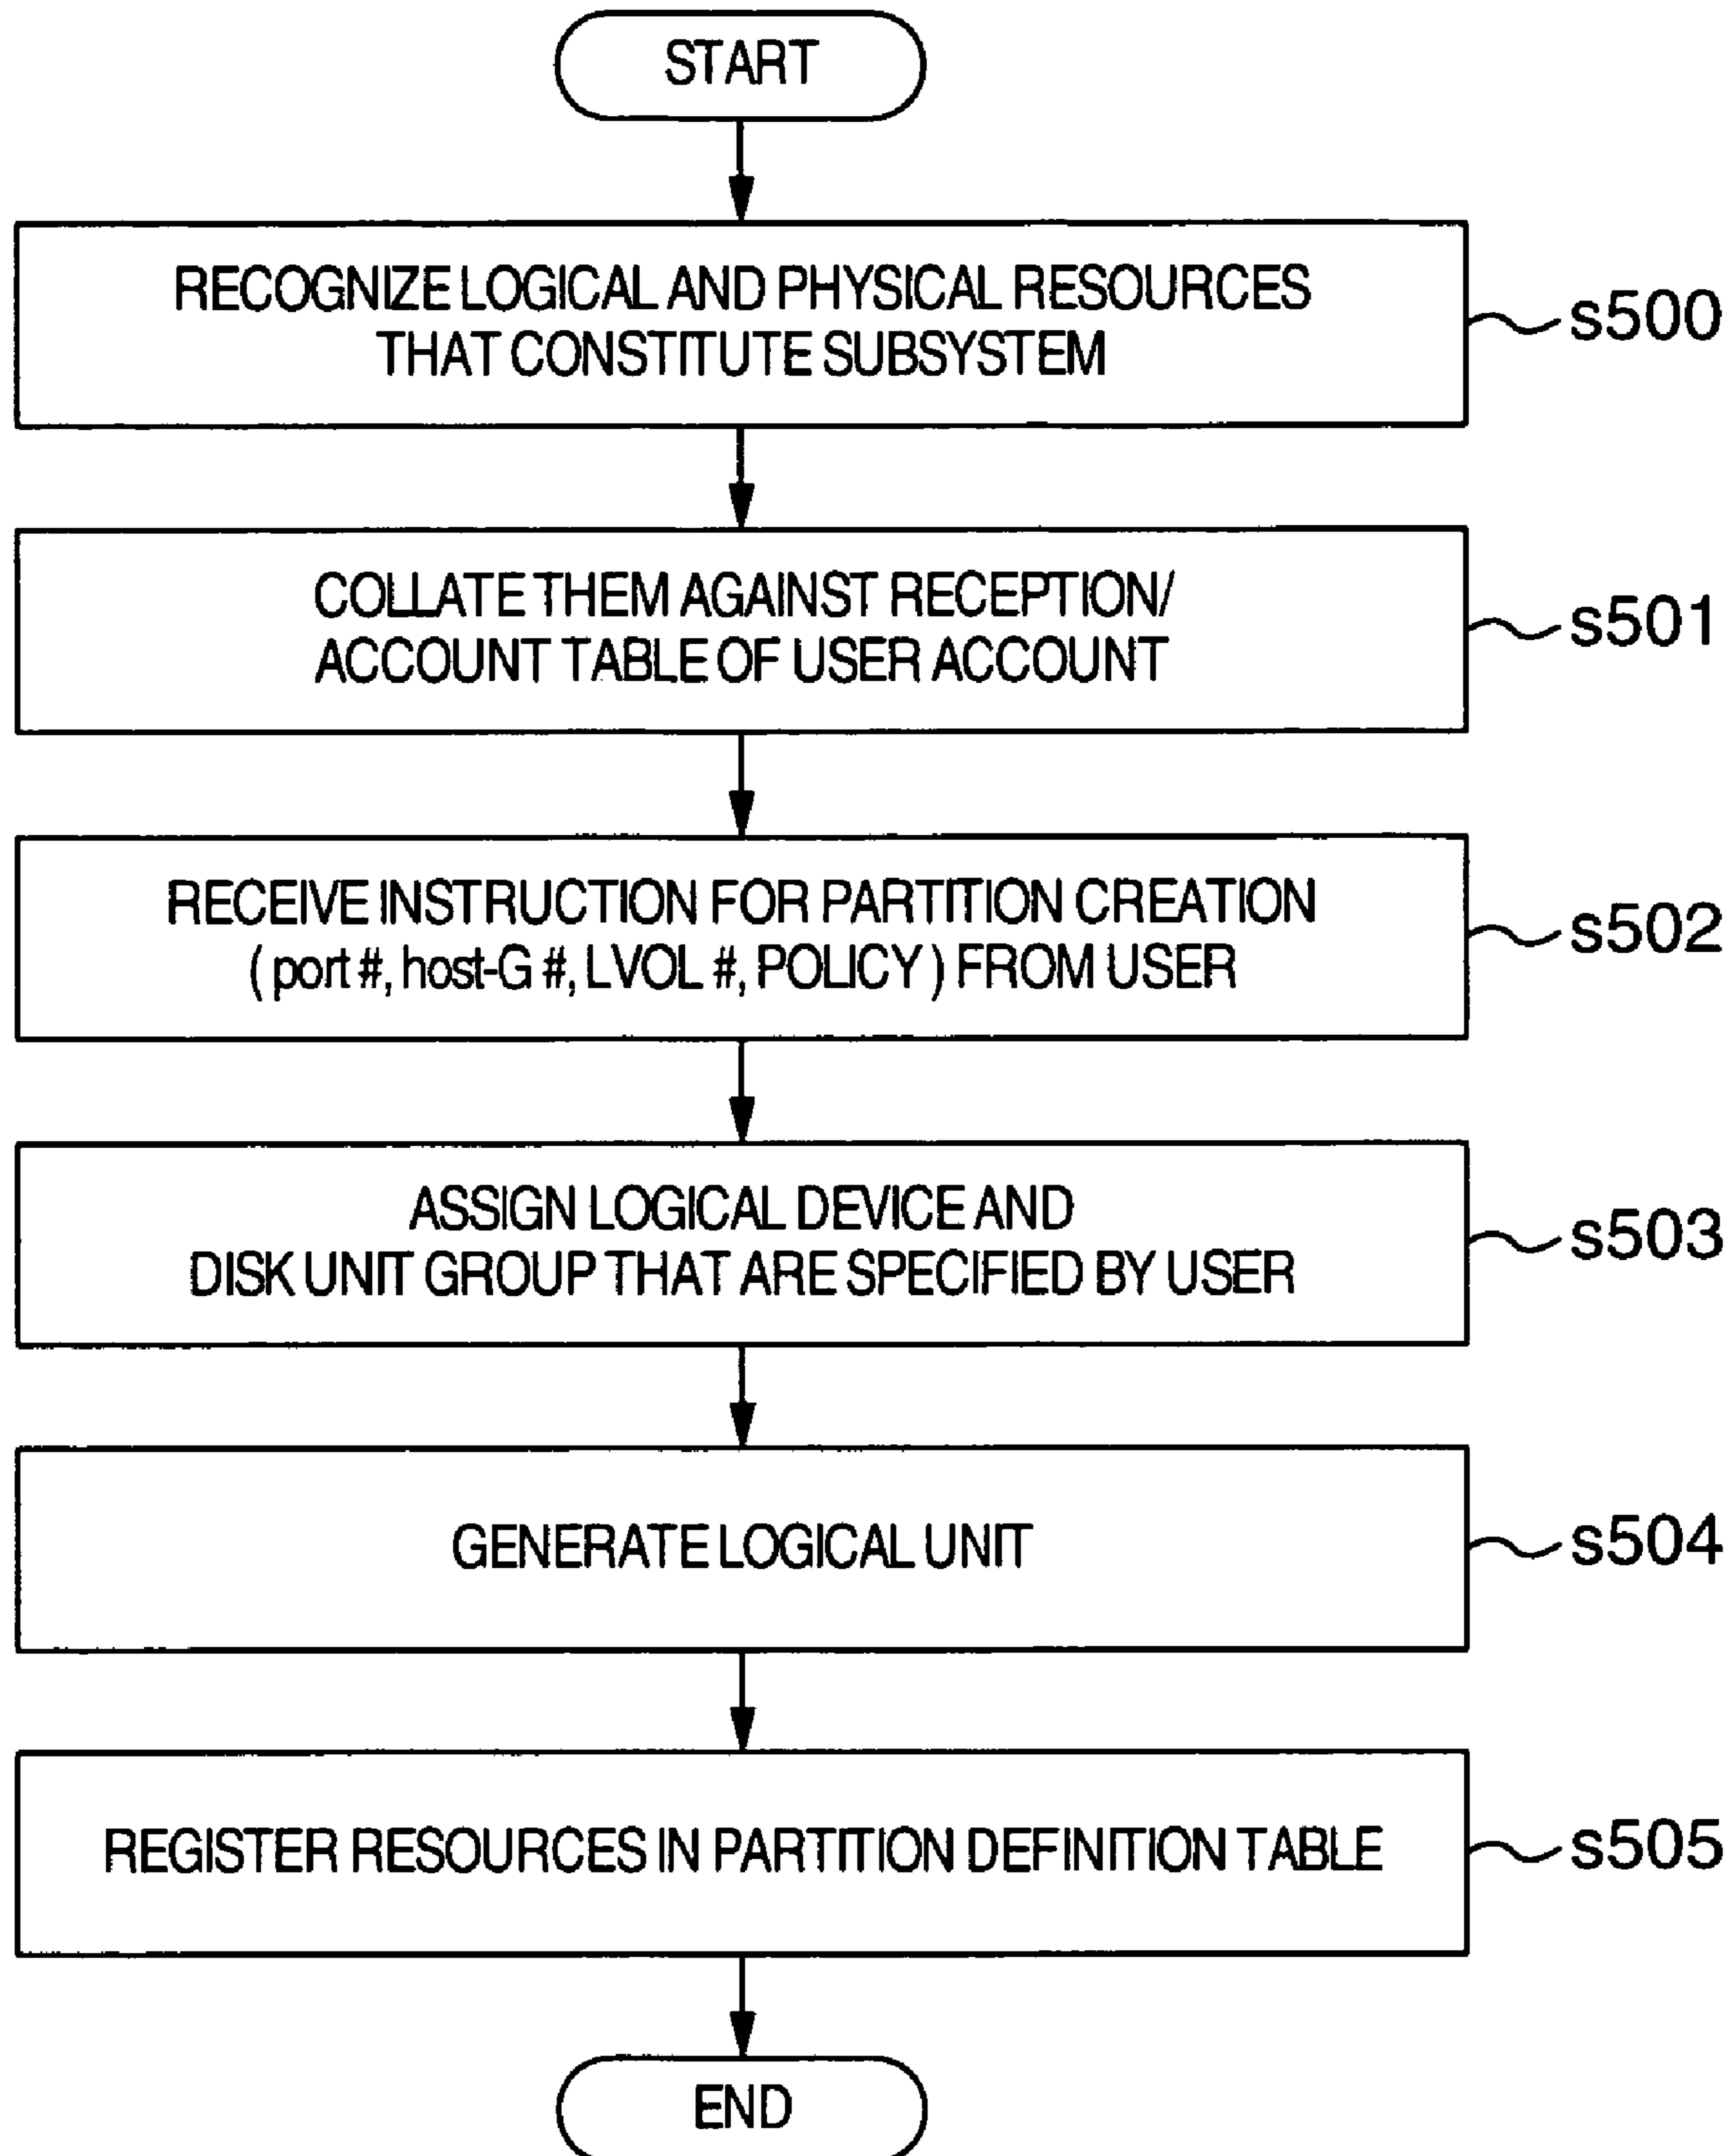 START
RECOGNIZE LOGICAL AND PHYSICAL RESOURCES
THAT CONSTITUTE SUBSYSTEM
s500
COLLATE THEM AGAINST RECEPTION/
ACCOUNT TABLE OF USER ACCOUNT
s501
RECEIVE INSTRUCTION FOR PARTITION CREATION
( port #, host-G #, LVOL #, POLICY ) FROM USER
s502
ASSIGN LOGICAL DEVICE AND
DISK UNIT GROUP THAT ARE SPECIFIED BY USER
s503
GENERATE LOGICAL UNIT
s504
REGISTER RESOURCES IN PARTITION DEFINITION TABLE
s505
END